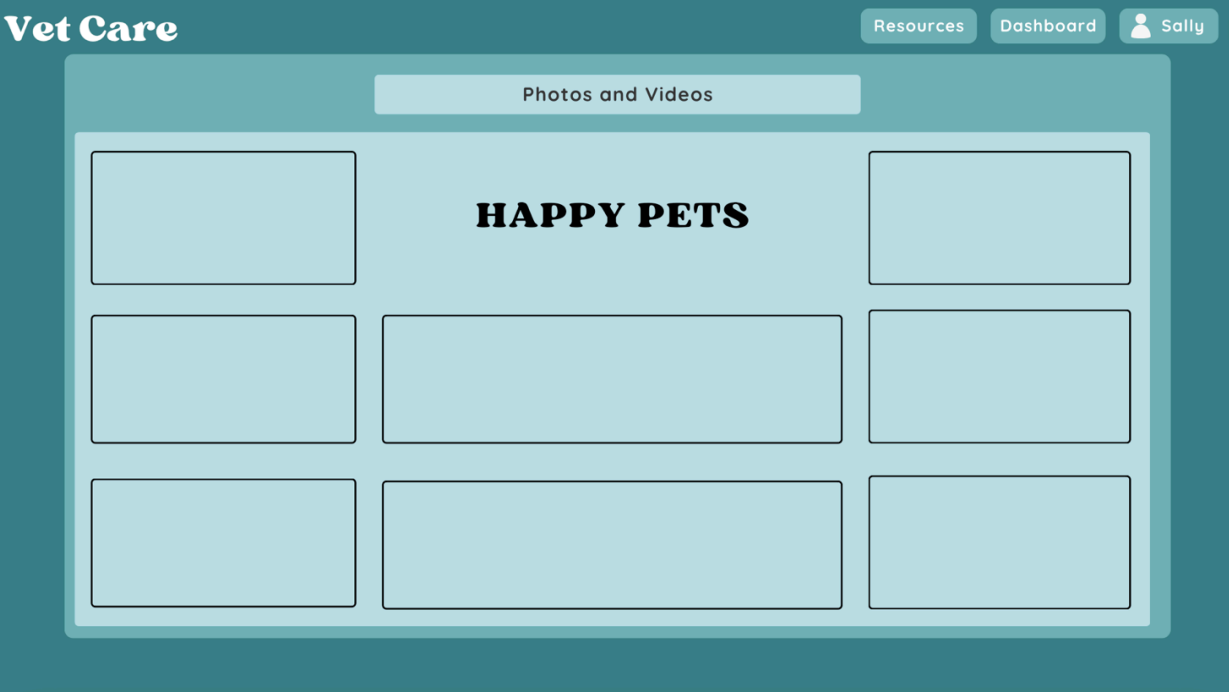 Vet Care
Resources
Dashboard
Sally
Photos and Videos
HAPPY PETS